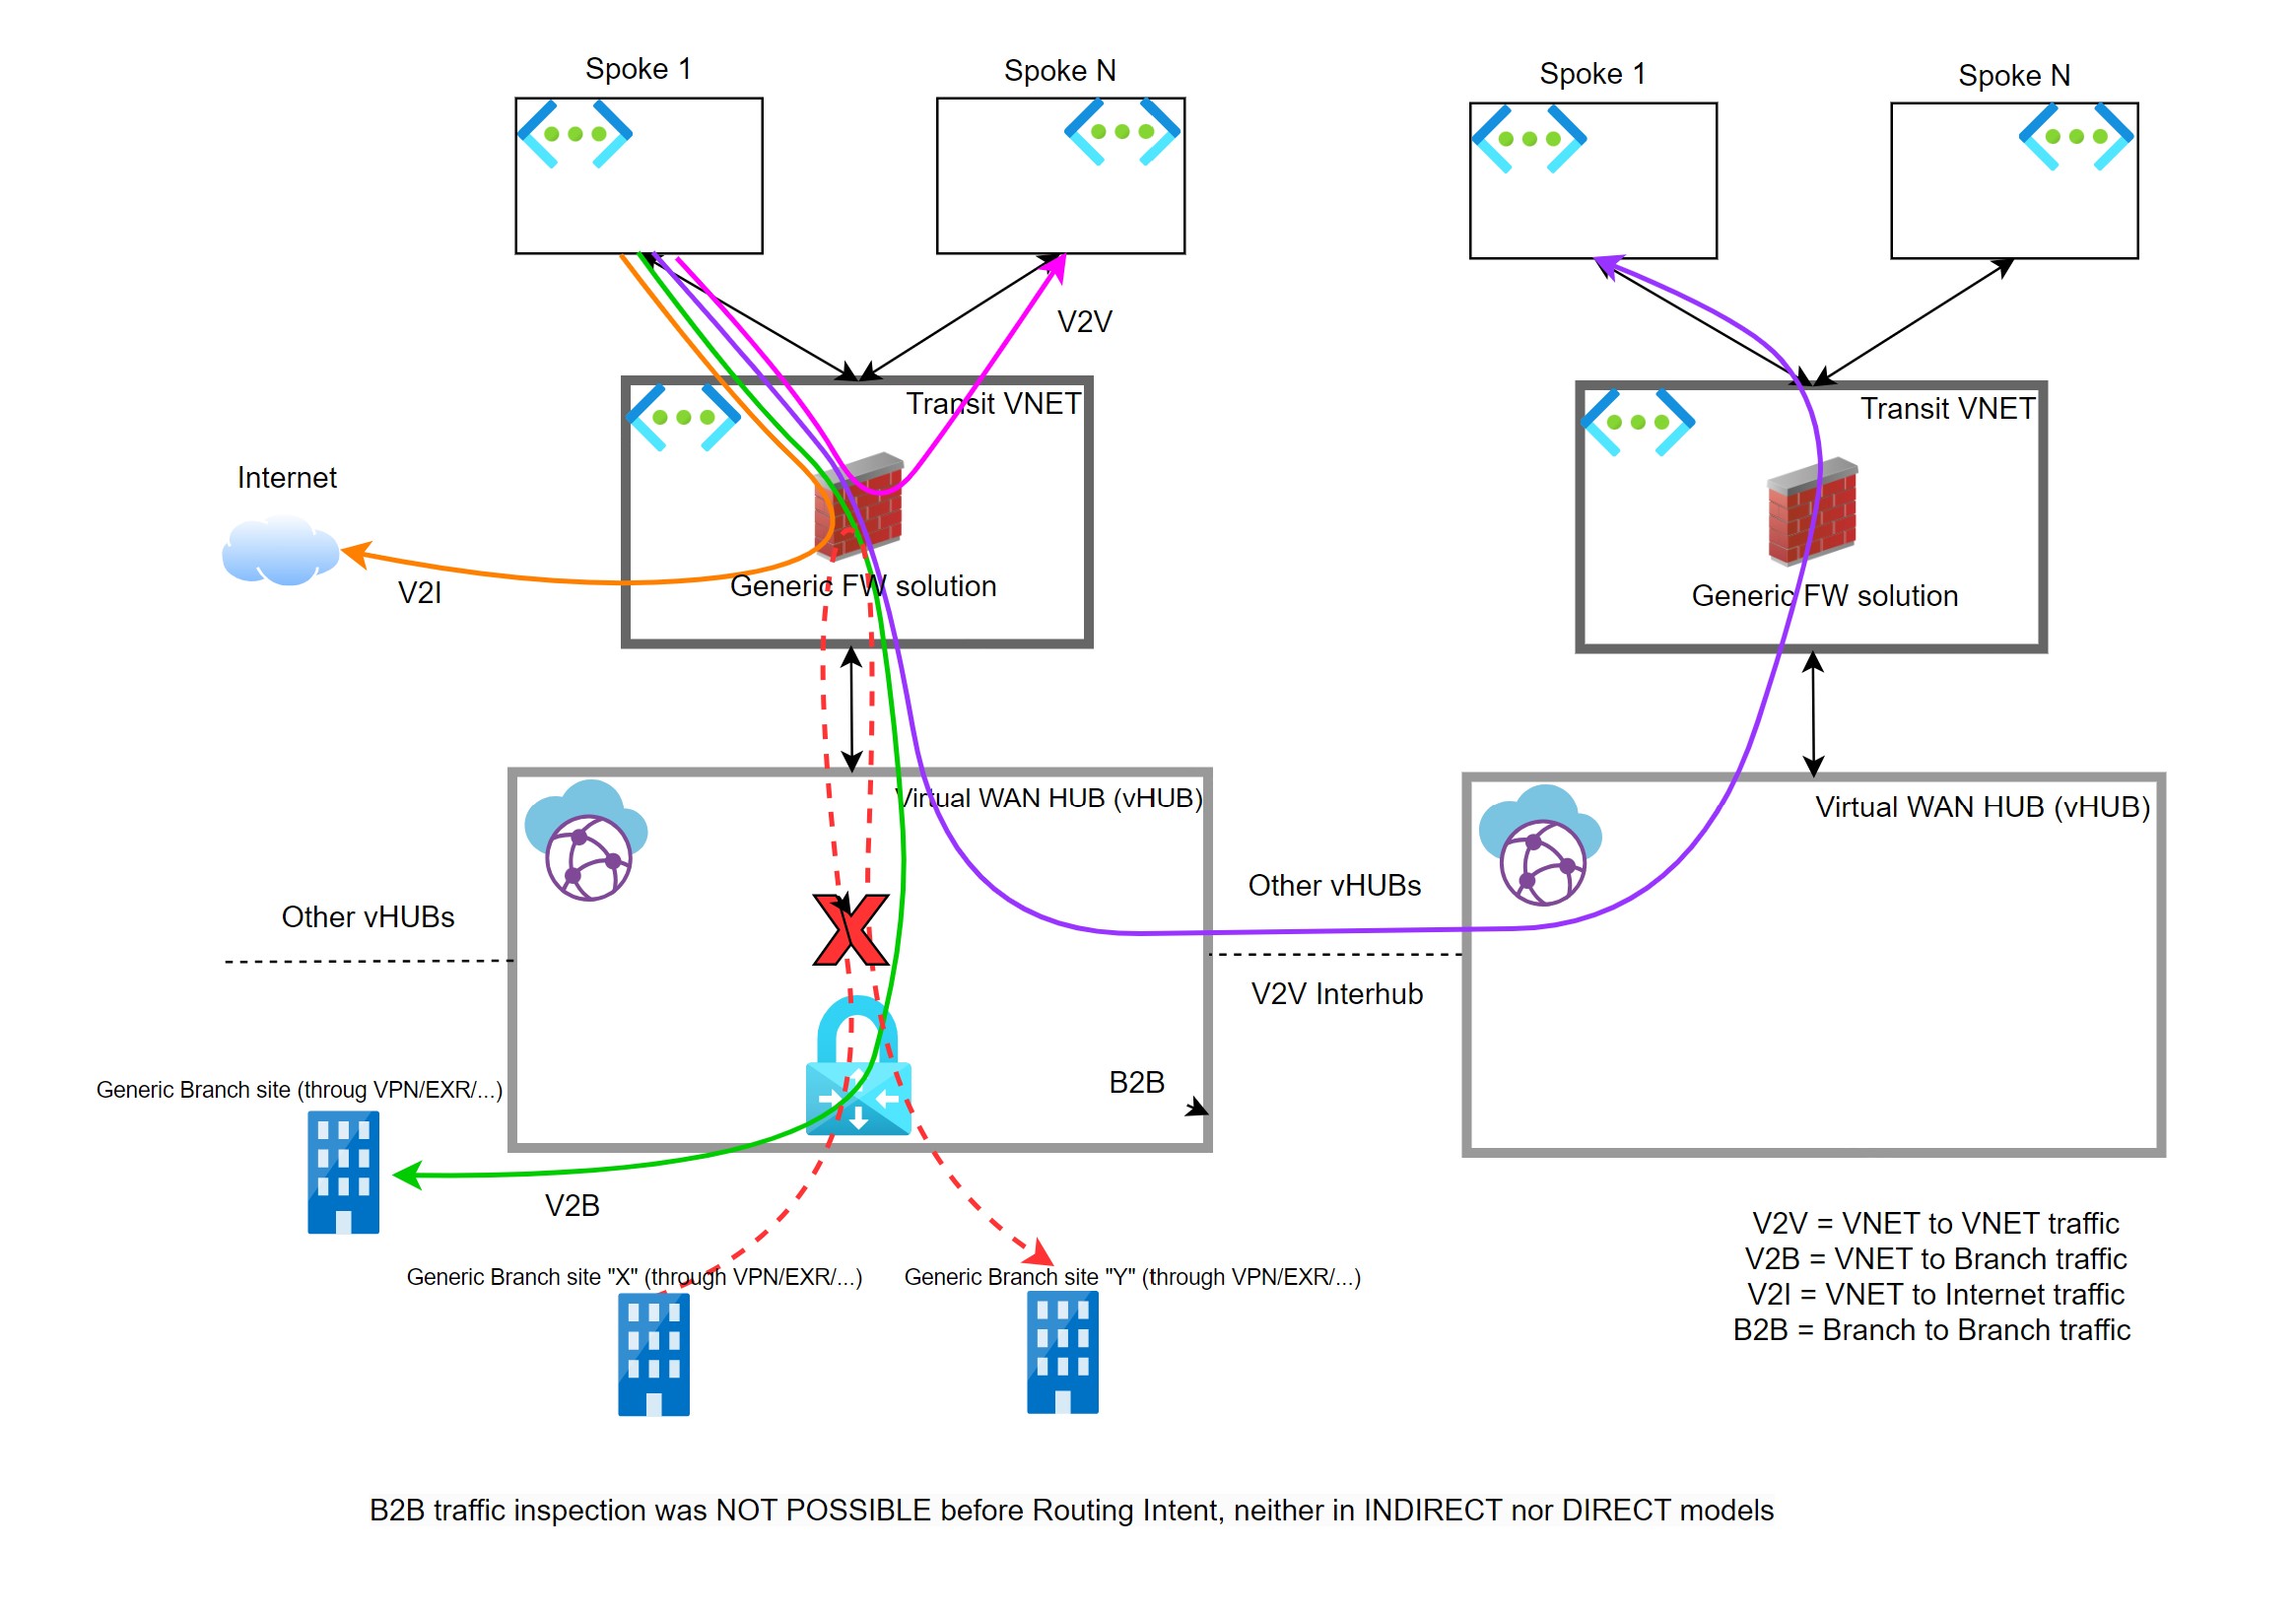 Spoke 1
Spoke N
Spoke 1
Spoke N
V2V
Transit VNET
Transit VNET
Internet
V2I
Generic FW solution
Generic FW solution
Virtual WAN HUB (vHUB)
Virtual WAN HUB (vHUB)
Other vHUBs
Other vHUBs
X
V2V Interhub
B2B
Generic Branch site (throug VPN/EXR/...)
V2B
Generic Branch site "X" (through VPN/EXR/...)
Generic Branch site "Y" (through VPN/EXR/...)
V2V = VNET to VNET traffic
V2B = VNET to Branch traffic
V2I = VNET to Internet traffic
B2B = Branch to Branch traffic
B2B traffic inspection was NOT POSSIBLE before Routing Intent, neither in INDIRECT nor DIRECT models